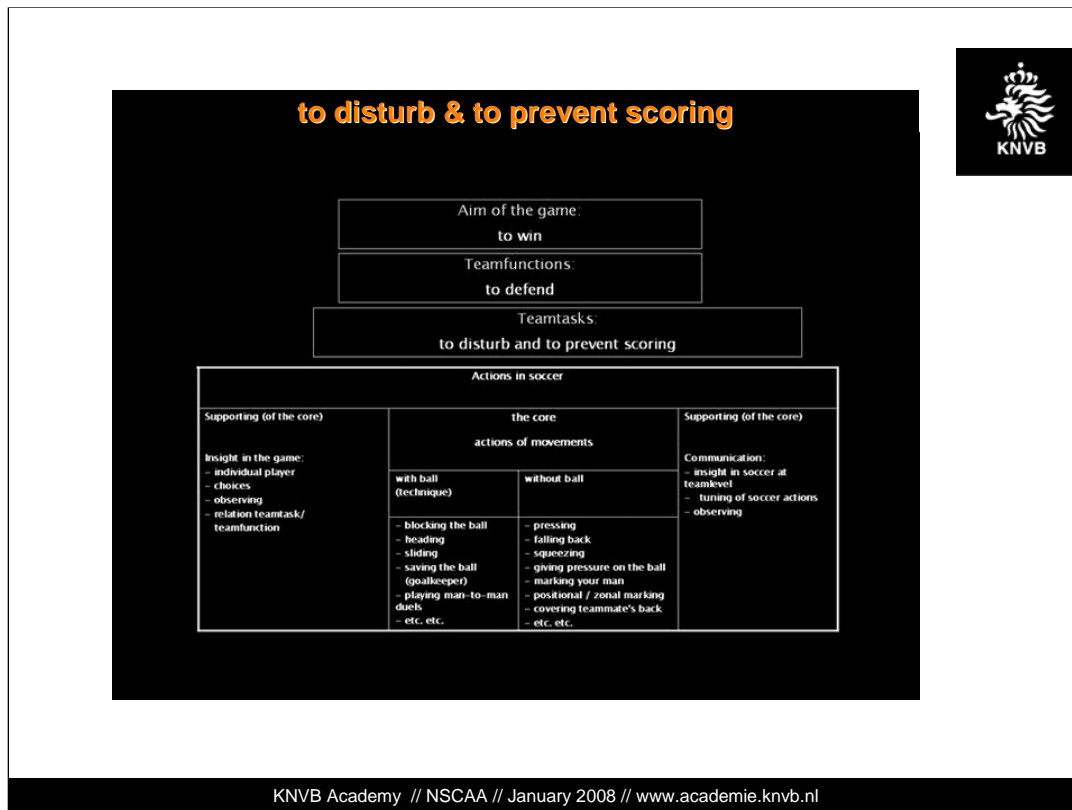 to disturb & to prevent scoring
KNVB
Aim of the game:
to win
Teamfunctions:
to defend
Teamtasks:
to disturb and to prevent scoring
Actions in soccer
Supporting (of the core)
Insight in the game:
– individual player
– choices
– observing
– relation teamtask/
teamfunction
the core
actions of movements
with ball
(technique)
– blocking the ball
– heading
– sliding
– saving the ball
(goalkeeper)
– playing man-to-man
duels
– etc. etc.
without ball
– pressing
– falling back
– squeezing
– giving pressure on the ball
– marking your man
– positional / zonal marking
– covering teammate's back
– etc. etc.
Supporting (of the core)
Communication:
– insight in soccer at
teamlevel
– tuning of soccer actions
– observing
KNVB Academy // NSCAA // January 2008 // www.academie.knvb.nl